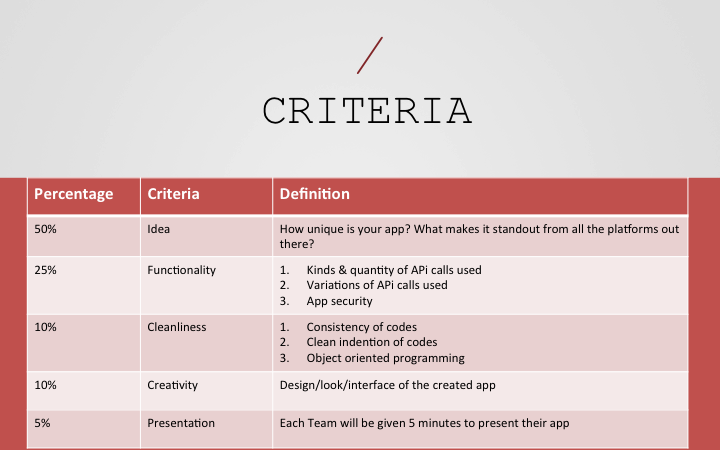 CRITERIA
Percentage Criteria Definition
50% Idea How unique is your app? What makes it standout from all the platforms out
there?
25% Functionality 1. Kinds & quantity of APi calls used
2. Variations of APi calls used
3. App security
10% Cleanliness 1. Consistency of codes
2. Clean indention of codes
3. Object oriented programming
10% Creativity Design/look/interface of the created app
5% Presentation Each Team will be given 5 minutes to present their app